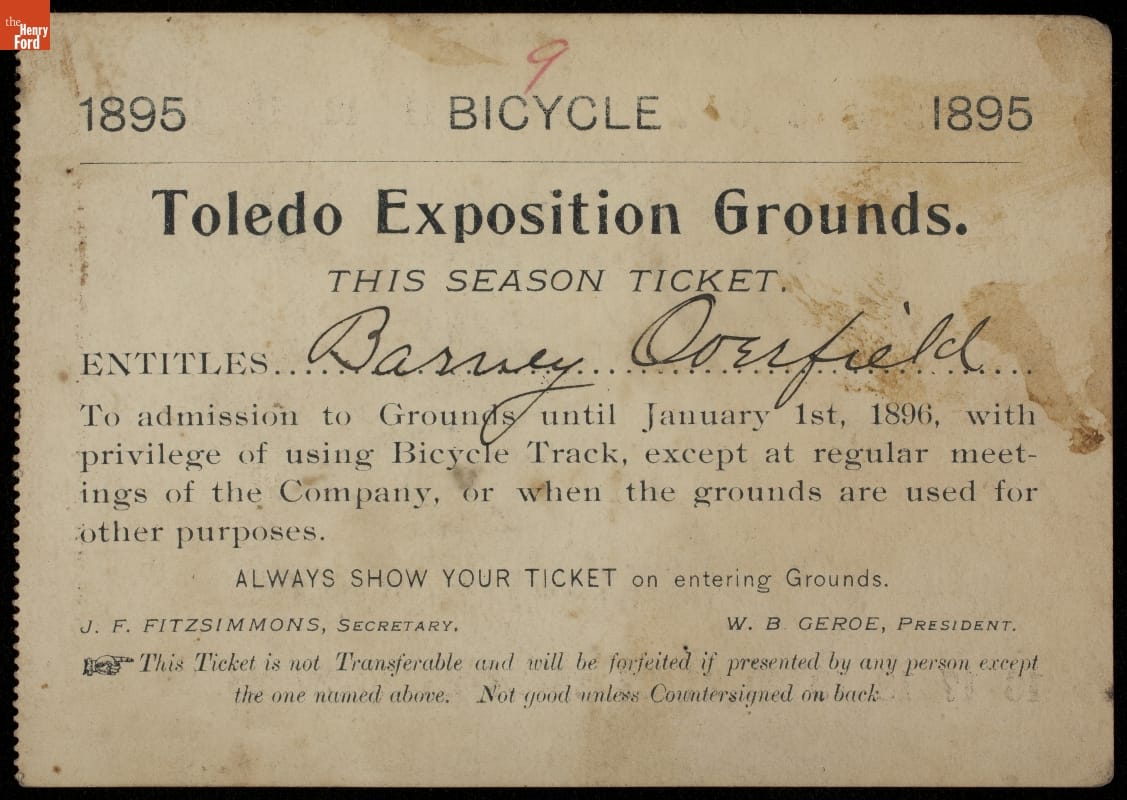 the
Henry
Ford
9
1895 BICYCLE 1895
Toledo Exposition Grounds.
THIS SEASON TICKET.
ENTITLES....Barney Overfield....
To admission to Grounds until January 1st, 1896, with
privilege of using Bicycle Track, except at regular meet-
ings of the Company, or when the grounds are used for
other purposes.
ALWAYS SHOW YOUR TICKET on entering Grounds.
J. F. FITZSIMMONS, SECRETARY. W. B. GEROE, PRESIDENT.
☞ This Ticket is not Transferable and will be forfeited if presented by any person except
the one named above. Not good unless Countersigned on back